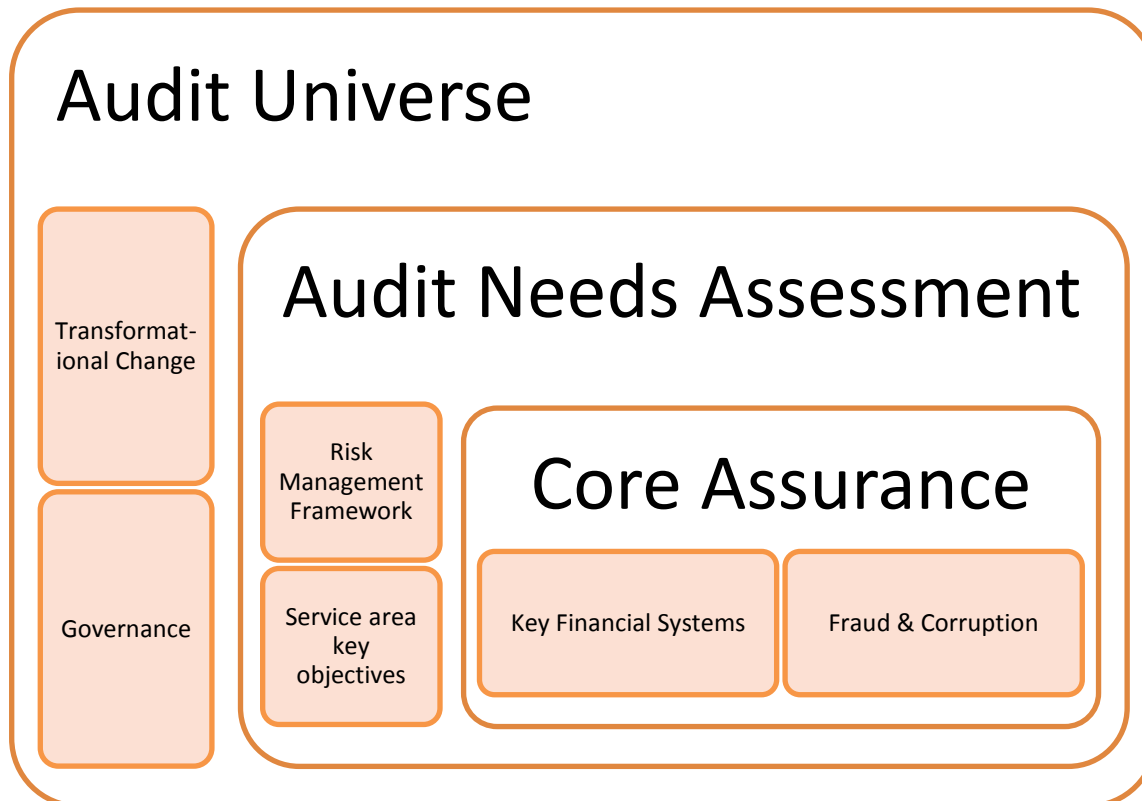 Audit Universe
Transformat-
ional Change
Governance
Audit Needs Assessment
Risk
Management
Framework
Service area
key
objectives
Core Assurance
Key Financial Systems
Fraud & Corruption